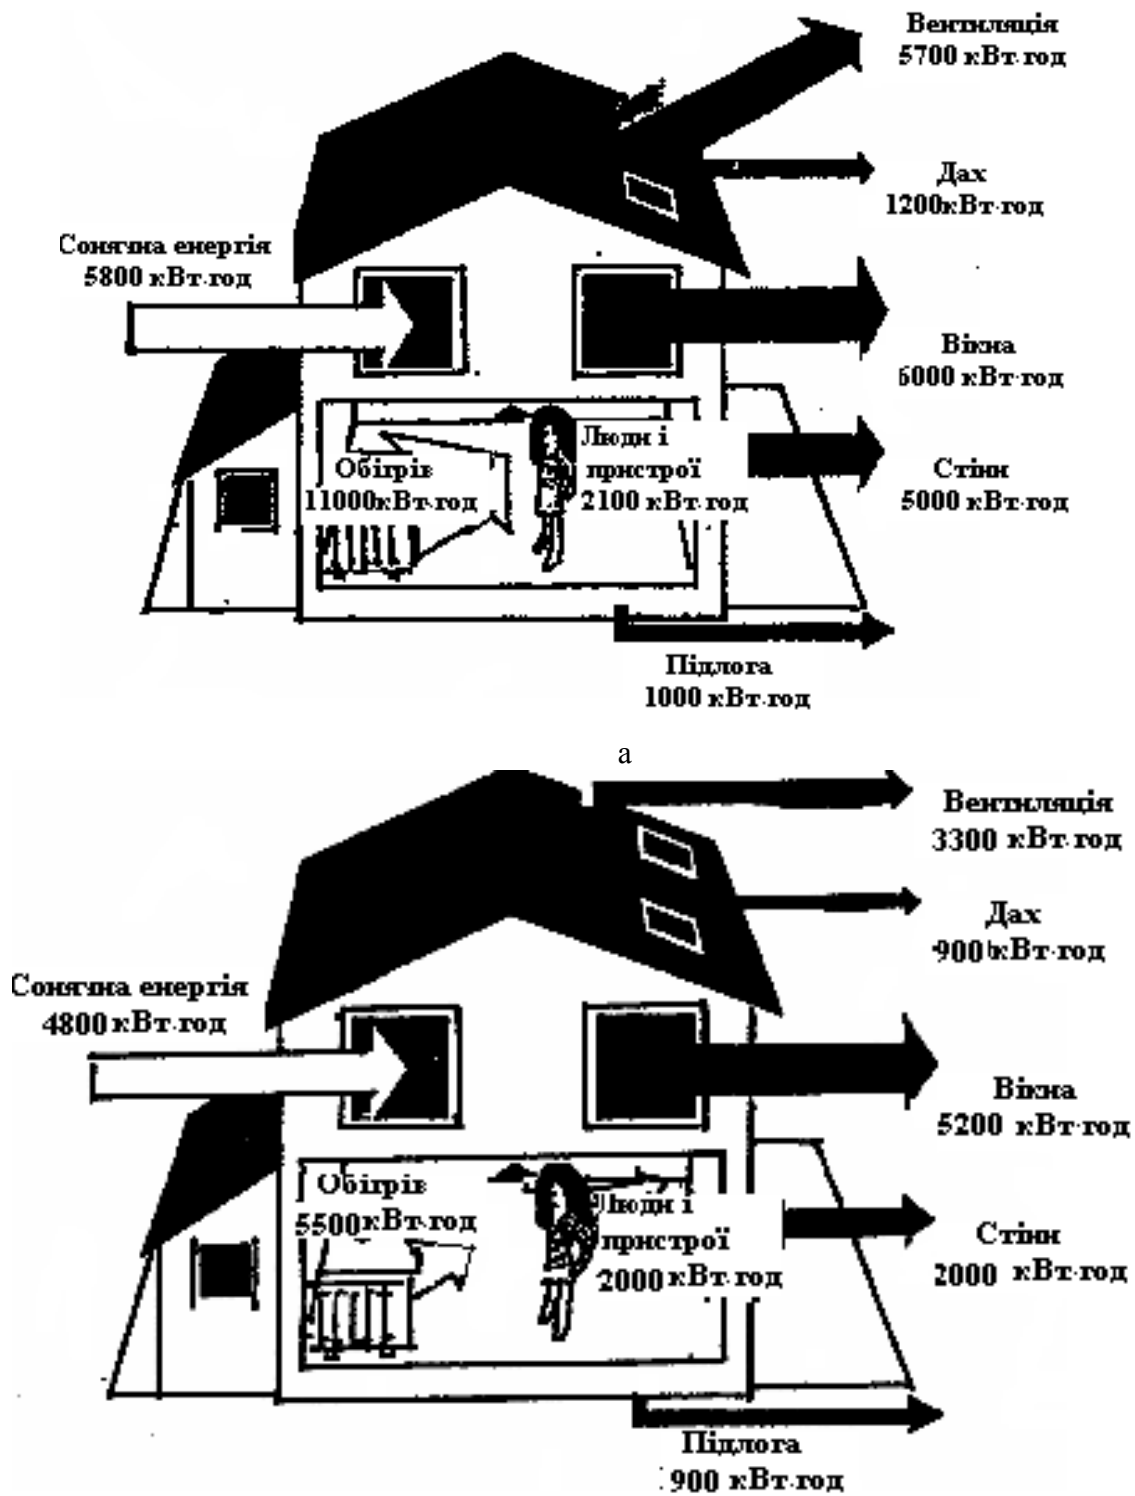 Вентиляція
5700 кВт·год
Дах
1200кВт·год
Сонячна енергія
5800 кВт·год
Вікна
6000 кВт·год
Люди і
пристрої
2100 кВт·год
Обігрів
11000кВт·год
Стіни
5000 кВт·год
Підлога
1000 кВт·год
а
Вентиляція
3300 кВт·год
Дах
900кВт·год
Сонячна енергія
4800кВт·год
Вікна
5200 кВт·год
Обігрів
5500кВт·год
Люди і
пристрої
2000кВт·год
Стіни
2000 кВт·год
Підлога
900 кВт·год